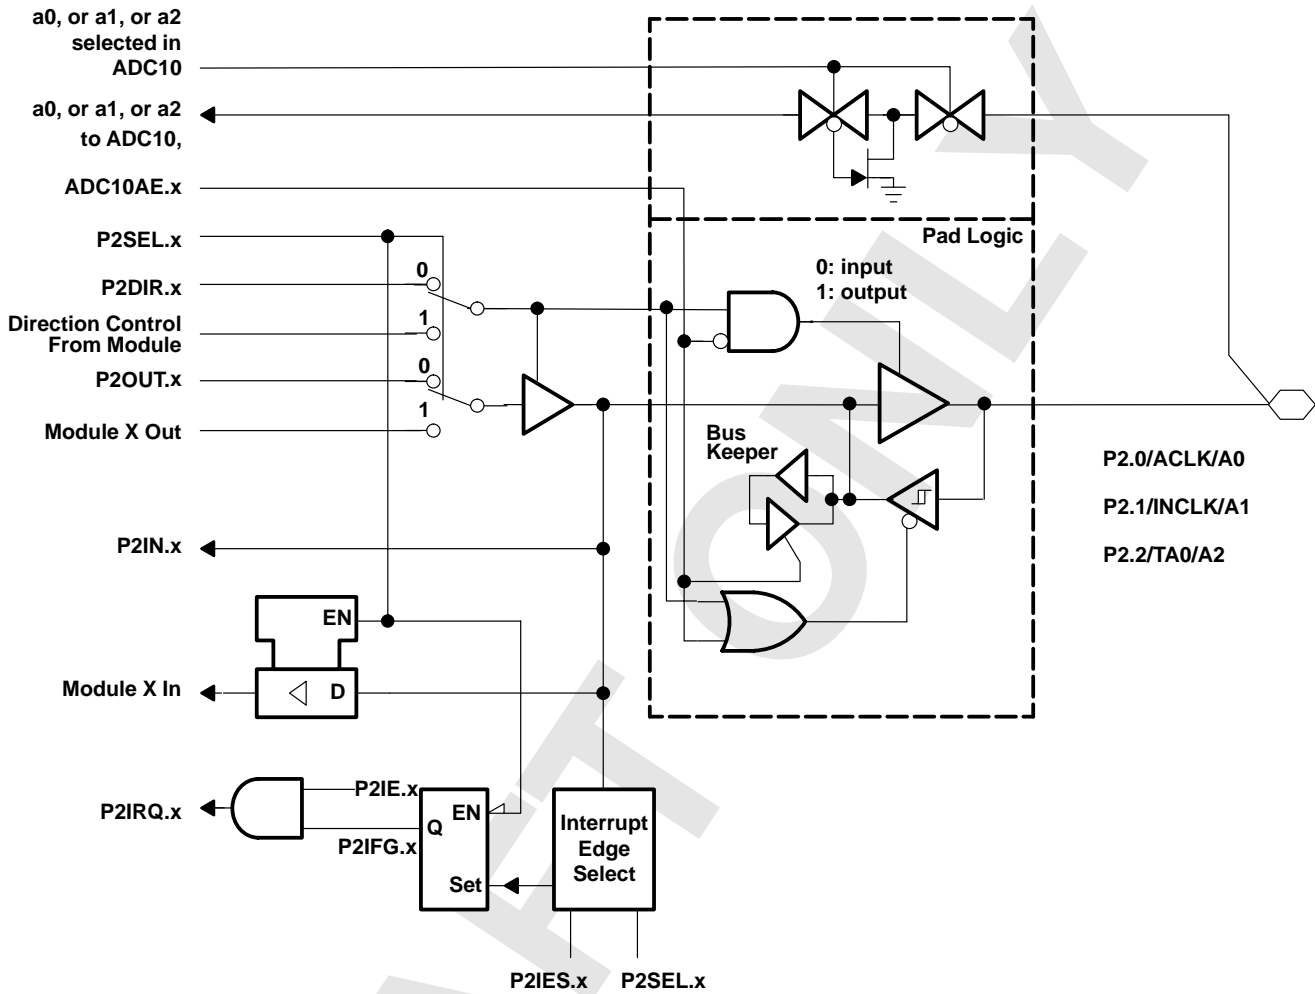 a0, or a1, or a2
selected in
ADC10
a0, or a1, or a2
to ADC10,
ADC10AE.x
P2SEL.x
P2DIR.x
Direction Control
From Module
P2OUT.x
Module X Out
P2IN.x
Module X In
P2IRQ.x
0
1
0
1
Pad Logic
0: input
1: output
Bus
Keeper
P2.0/ACLK/A0
P2.1/INCLK/A1
P2.2/TA0/A2
EN
D
P2IE.x
P2IFG.x
EN
Q
Set
Interrupt
Edge
Select
P2IES.x
P2SEL.x
ONLY